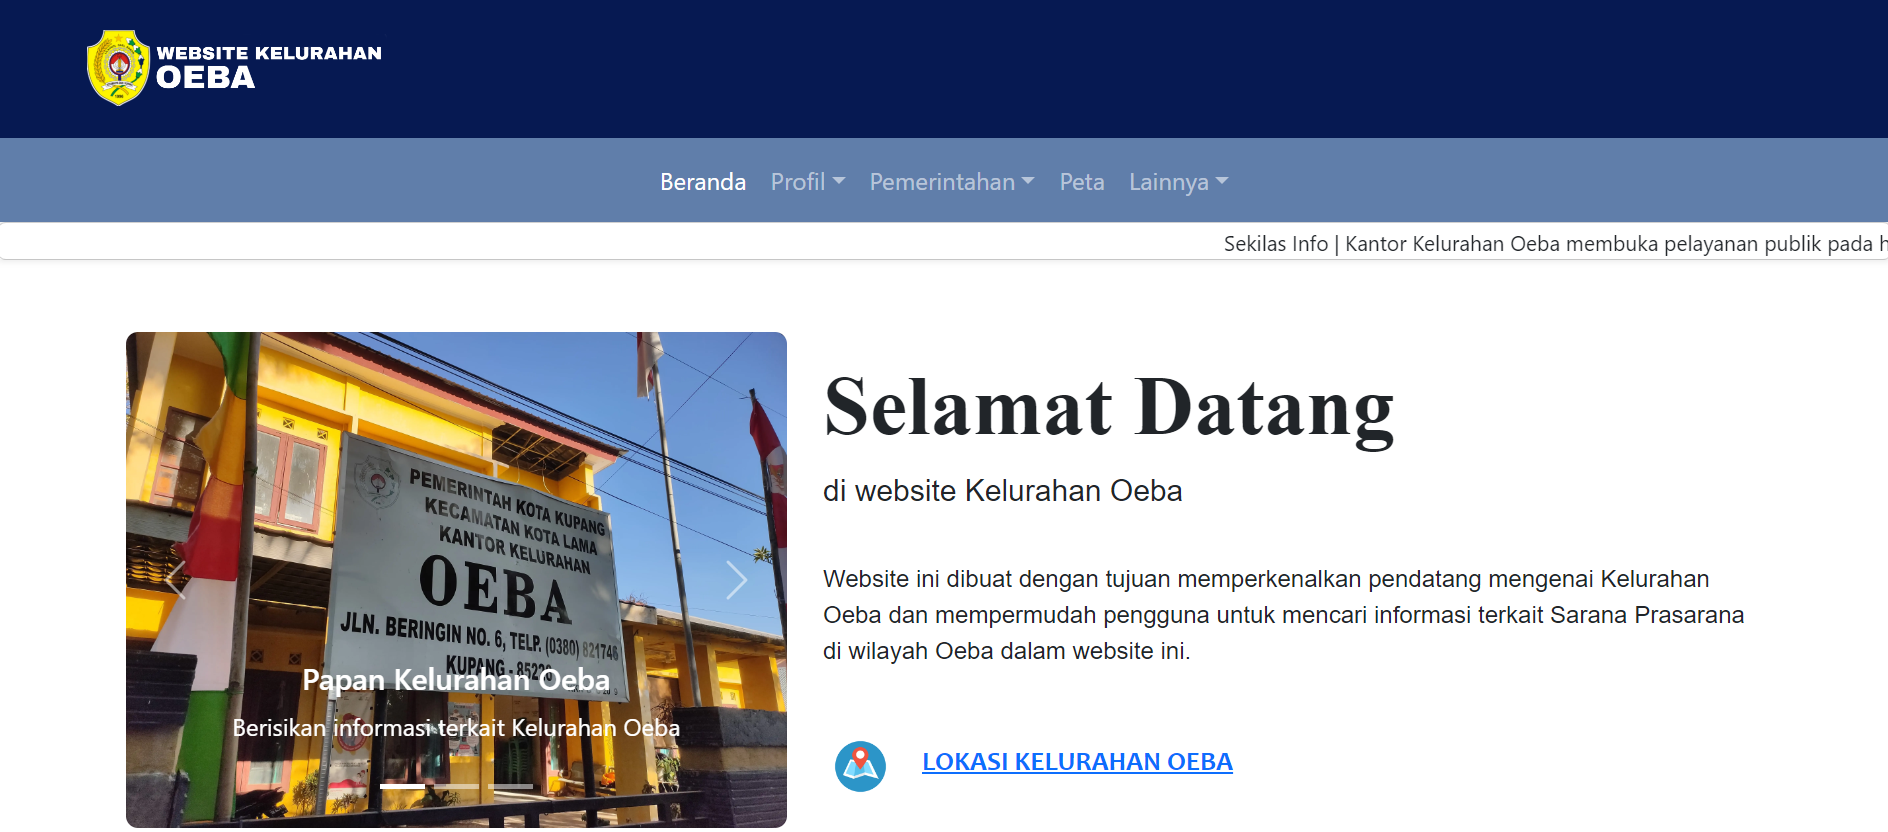 WEBSITE KELURAHAN
OEBA
Beranda Profil Pemerintahan Peta Lainnya
Sekilas Info | Kantor Kelurahan Oeba membuka pelayanan publik pada h
PEMERINTAH KOTA KUPANG
KECAMATAN KOTA LAMA
KANTOR KELURAHAN
OEBA
JLN. BERINGIN NO. 6, TELP. (0380) 821746
KUPANG - 85226
Papan Kelurahan Oeba
Berisikan informasi terkait Kelurahan Oeba
Selamat Datang
di website Kelurahan Oeba
Website ini dibuat dengan tujuan memperkenalkan pendatang mengenai Kelurahan
Oeba dan mempermudah pengguna untuk mencari informasi terkait Sarana Prasarana
di wilayah Oeba dalam website ini.
LOKASI KELURAHAN OEBA